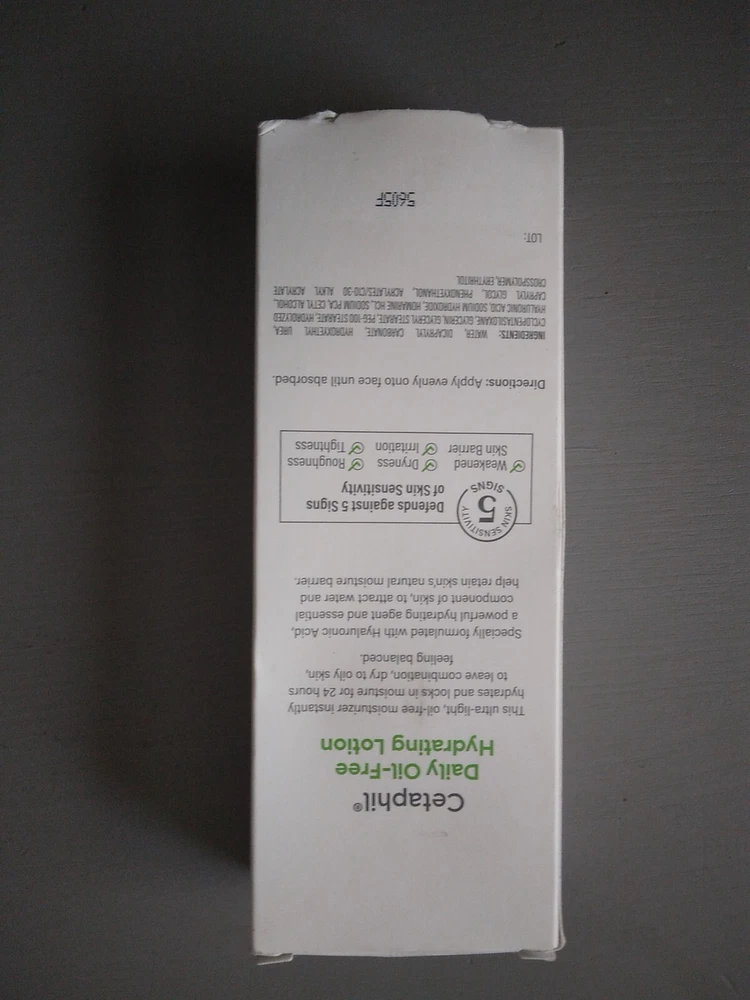 Cetaphil®
Daily Oil-Free
Hydrating Lotion
This ultra-light, oil-free moisturizer instantly
hydrates and locks in moisture for 24 hours
to leave combination, dry to oily skin,
feeling balanced.
Specially formulated with Hyaluronic Acid,
a powerful hydrating agent and essential
component of skin, to attract water and
help retain skin's natural moisture barrier.
SKIN SENSITIVITY
5
SIGNS
Defends against 5 Signs
of Skin Sensitivity
Weakened Dryness Roughness
Skin Barrier Irritation Tightness
Directions: Apply evenly onto face until absorbed.
INGREDIENTS: WATER, DICAPRYLYL CARBONATE, HYDROXYETHYL UREA,
CYCLOPENTASILOXANE, GLYCERIN, GLYCERYL STEARATE, PEG-100 STEARATE, HYDROLYZED
HYALURONIC ACID, SODIUM HYDROXIDE, HOMARINE HCL, SODIUM PCA, CETYL ALCOHOL,
CAPRYLYL GLYCOL, PHENOXYETHANOL, ACRYLATES/C10-30 ALKYL ACRYLATE
CROSSPOLYMER, ERYTHRITOL
LOT:
5605F